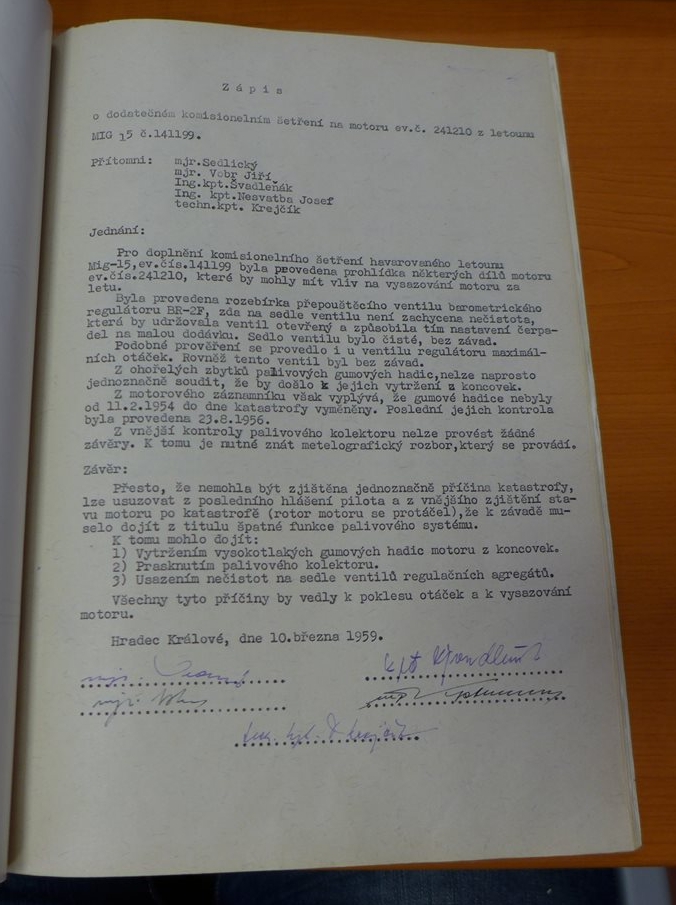 Z á p i s
o dodatečném komisionelním šetření na motoru ev.č. 241210 z letounu
MIG 15 č.141199.
Přítomni: mjr.Sedlický
mjr. Vobr Jiří
Ing.kpt.Švadleňák
Ing. kpt.Nesvatba Josef
techn.kpt. Krejčík
Jednání:
Pro doplnění komisionelního šetření havarovaného letounu
Mig-15,ev.čís.141199 byla provedena prohlídka některých dílů motoru
ev.čís.241210, které by mohly mít vliv na vysazování motoru za
letu.
Byla provedena rozebírka přepouštěcího ventilu barometrického
regulátoru BR-2F, zda na sedle ventilu není zachycena nečistota,
která by udržovala ventil otevřený a způsobila tím nastavení čerpa-
del na malou dodávku. Sedlo ventilu bylo čisté, bez závad.
Podobné prověření se provedlo i u ventilu regulátoru maximál-
ních otáček. Rovněž tento ventil byl bez závad.
Z ohořelých zbytků palivových gumových hadic,nelze naprosto
jednoznačně soudit, že by došlo k jejich vytržení z koncovek.
Z motorového záznamníku však vyplývá, že gumové hadice nebyly
od 11.2.1954 do dne katastrofy vyměněny. Poslední jejich kontrola
byla provedena 23.8.1956.
Z vnější kontroly palivového kolektoru nelze provést žádné
závěry. K tomu je nutné znát metelografický rozbor,který se provádí.
Závěr:
Přesto, že nemohla být zjištěna jednoznačně příčina katastrofy,
lze usuzovat z posledního hlášení pilota a z vnějšího zjištění sta-
vu motoru po katastrofě (rotor motoru se protáčel),že k závadě mu-
selo dojít z titulu špatné funkce palivového systému.
K tomu mohlo dojít:
1) Vytržením vysokotlakých gumových hadic motoru z koncovek.
2) Prasknutím palivového kolektoru.
3) Usazením nečistot na sedle ventilů regulačních agregátů.
Všechny tyto příčiny by vedly k poklesu otáček a k vysazování
motoru.
Hradec Králové, dne 10.března 1959.